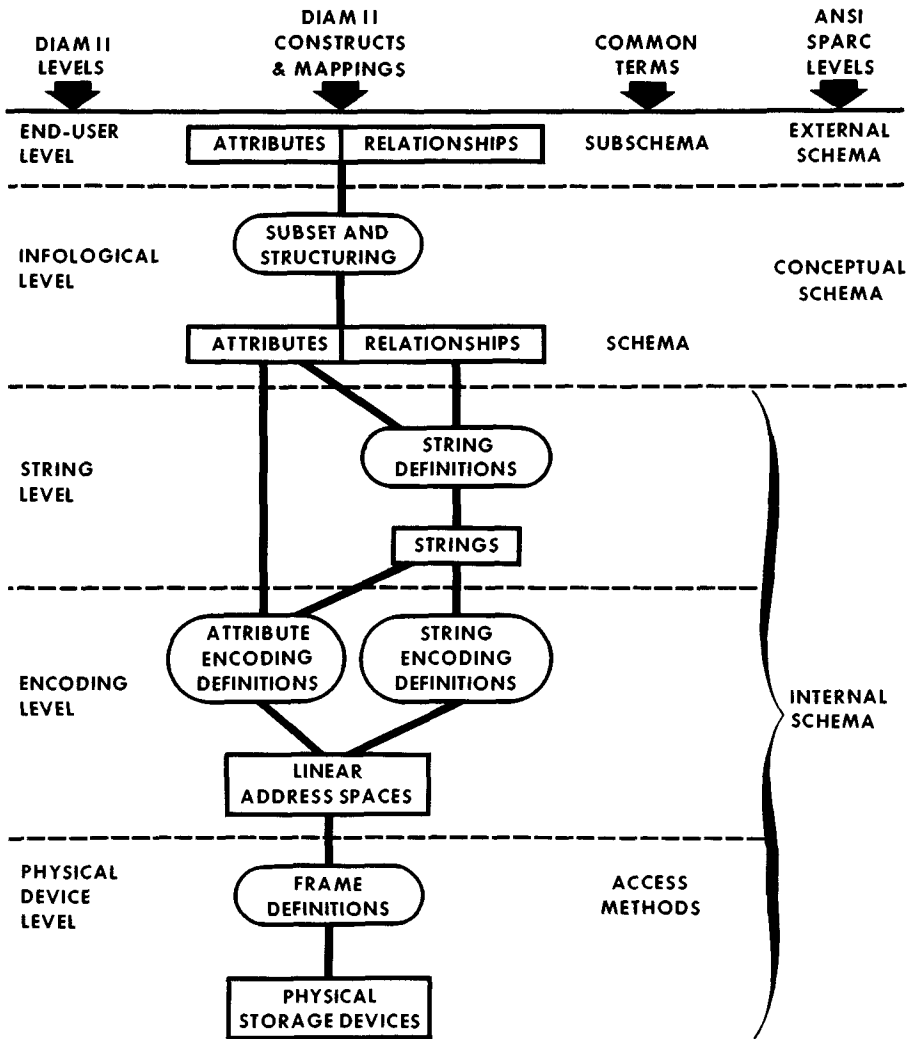 DIAM II
LEVELS
DIAM II
CONSTRUCTS
& MAPPINGS
COMMON
TERMS
ANSI
SPARC
LEVELS
END-USER
LEVEL
ATTRIBUTES
RELATIONSHIPS
SUBSCHEMA
EXTERNAL
SCHEMA
INFOLOGICAL
LEVEL
SUBSET AND
STRUCTURING
CONCEPTUAL
SCHEMA
ATTRIBUTES
RELATIONSHIPS
SCHEMA
STRING
LEVEL
STRING
DEFINITIONS
STRINGS
ENCODING LEVEL
ATTRIBUTE
ENCODING
DEFINITIONS
STRING
ENCODING
DEFINITIONS
INTERNAL
SCHEMA
LINEAR
ADDRESS SPACES
PHYSICAL
DEVICE
LEVEL
FRAME
DEFINITIONS
ACCESS
METHODS
PHYSICAL
STORAGE DEVICES